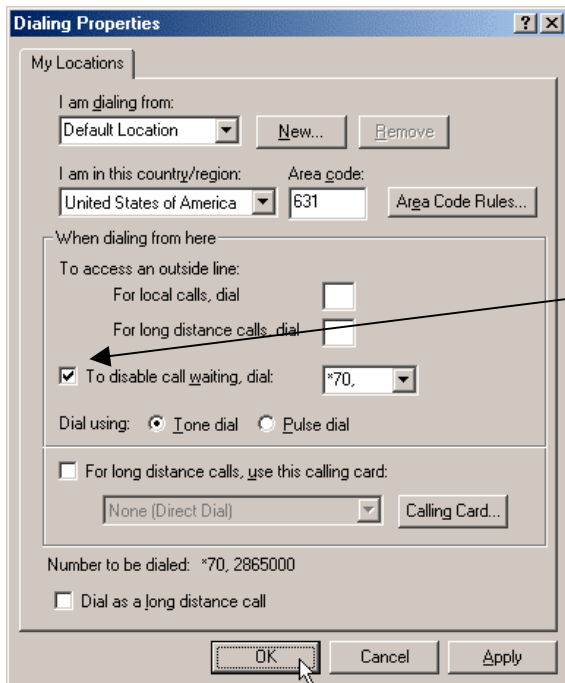 Dialing Properties
My Locations
I am dialing from:
Default Location New... Remove
I am in this country/region: Area code:
United States of America 631 Area Code Rules...
When dialing from here
To access an outside line:
For local calls, dial
For long distance calls, dial
To disable call waiting, dial: *70,
Dial using: Tone dial Pulse dial
For long distance calls, use this calling card:
None (Direct Dial) Calling Card...
Number to be dialed: *70, 2865000
Dial as a long distance call
OK Cancel Apply